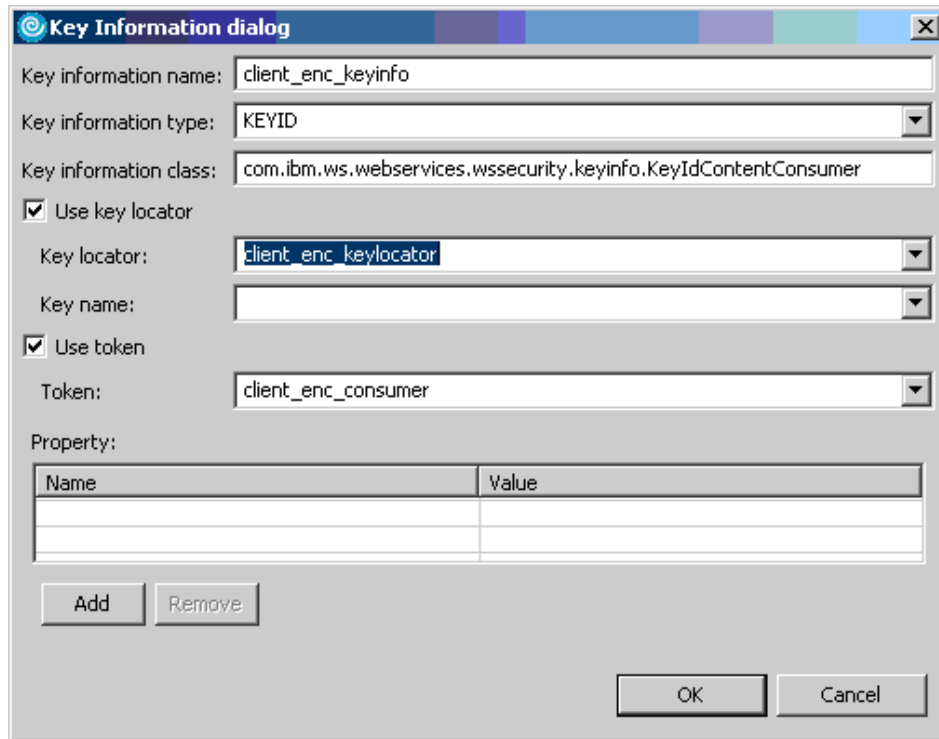 Key Information dialog
Key information name: client_enc_keyinfo
Key information type: KEYID
Key information class: com.ibm.ws.webservices.wssecurity.keyinfo.KeyIdContentConsumer
Use key locator
Key locator: client_enc_keylocator
Key name:
Use token
Token: client_enc_consumer
Property:
Name Value
Add Remove
OK Cancel